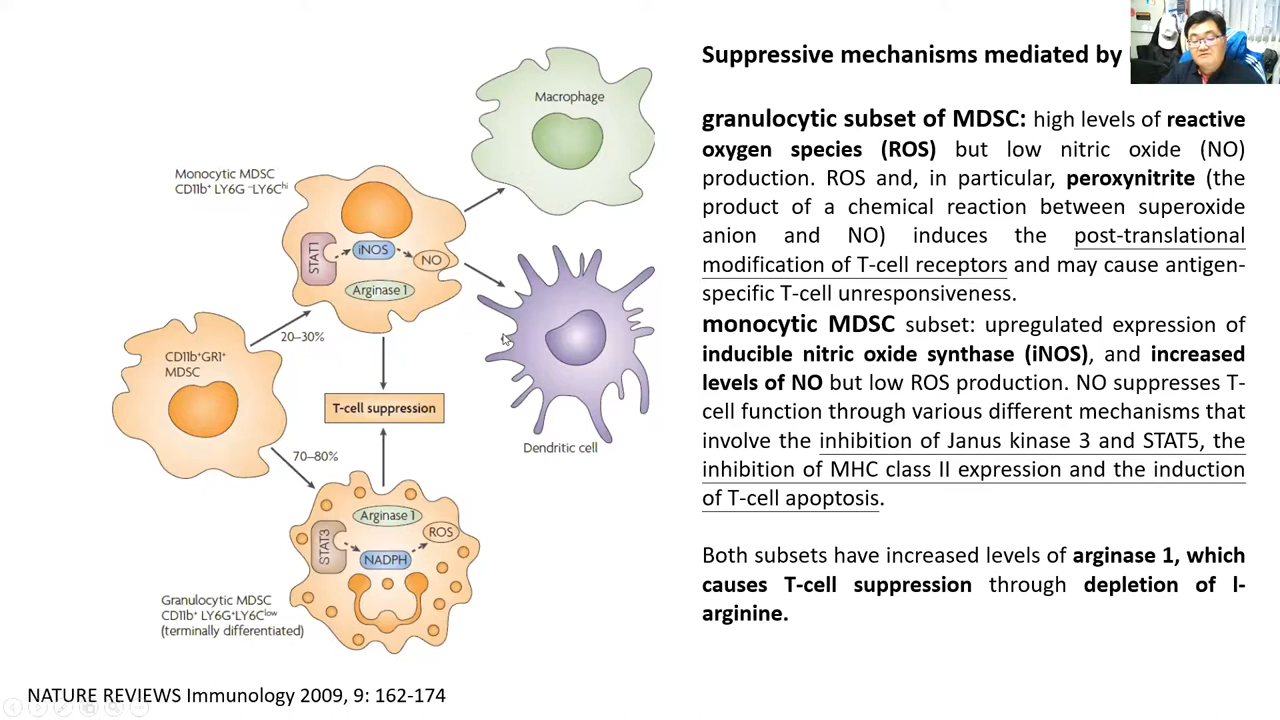 Suppressive mechanisms mediated by
granulocytic subset of MDSC: high levels of reactive
oxygen species (ROS) but low nitric oxide (NO)
production. ROS and, in particular, peroxynitrite (the
product of a chemical reaction between superoxide
anion and NO) induces the post-translational
modification of T-cell receptors and may cause antigen-
specific T-cell unresponsiveness.
monocytic MDSC subset: upregulated expression of
inducible nitric oxide synthase (iNOS), and increased
levels of NO but low ROS production. NO suppresses T-
cell function through various different mechanisms that
involve the inhibition of Janus kinase 3 and STAT5, the
inhibition of MHC class II expression and the induction
of T-cell apoptosis.
Both subsets have increased levels of arginase 1, which
causes T-cell suppression through depletion of l-
arginine.
Macrophage
Monocytic MDSC
CD11b⁺ LY6G⁻LY6Cʰⁱ
STAT1
iNOS
NO
Arginase 1
20–30%
CD11b⁺GR1⁺
MDSC
T-cell suppression
Dendritic cell
70–80%
Arginase 1
STAT3
ROS
NADPH
Granulocytic MDSC
CD11b⁺ LY6G⁺LY6Cˡᵒʷ
(terminally differentiated)
NATURE REVIEWS Immunology 2009, 9: 162-174